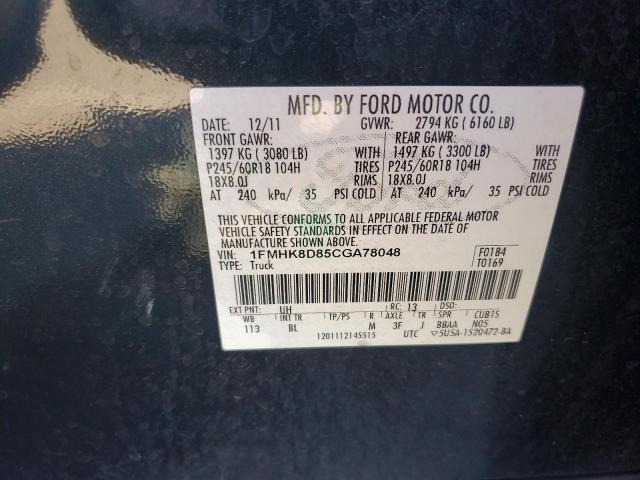 MFD. BY FORD MOTOR CO.
DATE: 12/11 GVWR: 2794 KG ( 6160 LB)
FRONT GAWR: REAR GAWR:
1397 KG ( 3080 LB) WITH 1497 KG ( 3300 LB) WITH
P245/60R18 104H TIRES P245/60R18 104H TIRES
18X8.0J RIMS 18X8.0J RIMS
AT 240 kPa/ 35 PSI COLD AT 240 kPa/ 35 PSI COLD
THIS VEHICLE CONFORMS TO ALL APPLICABLE FEDERAL MOTOR
VEHICLE SAFETY STANDARDS IN EFFECT ON THE DATE OF
MANUFACTURE SHOWN ABOVE.
VIN: 1FMHK8D85CGA78048 F0184
TYPE: Truck T0169
EXT PNT: UH RC: 13 DSO:
WB INT TR TP/PS R AXLE TR SPR CUB1S
113 BL M 3F J BBAA N05
1201112145515 UTC 5USA-1520472-BA